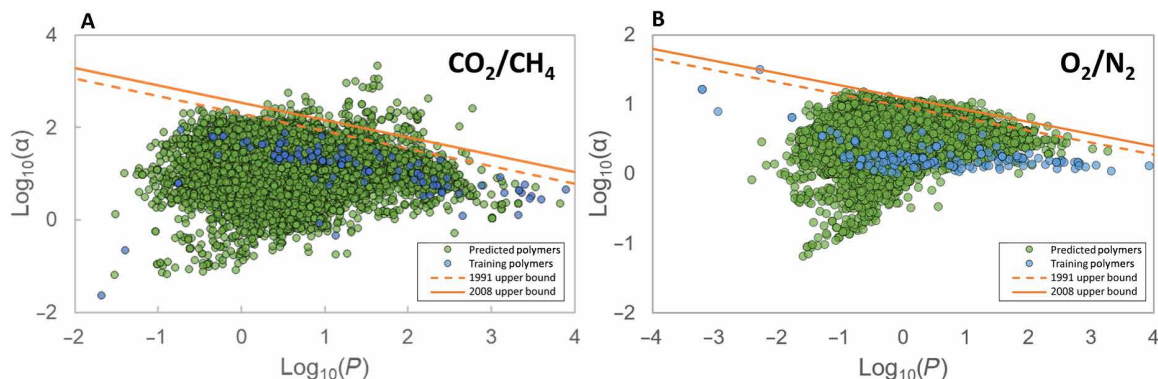 A
CO₂/CH₄
Log₁₀(α)
4
2
0
−2
−2
−1
0
1
2
3
4
Log₁₀(P)
Predicted polymers
Training polymers
1991 upper bound
2008 upper bound
B
O₂/N₂
Log₁₀(α)
2
1
0
−1
−2
−4
−3
−2
−1
0
1
2
3
4
Log₁₀(P)
Predicted polymers
Training polymers
1991 upper bound
2008 upper bound